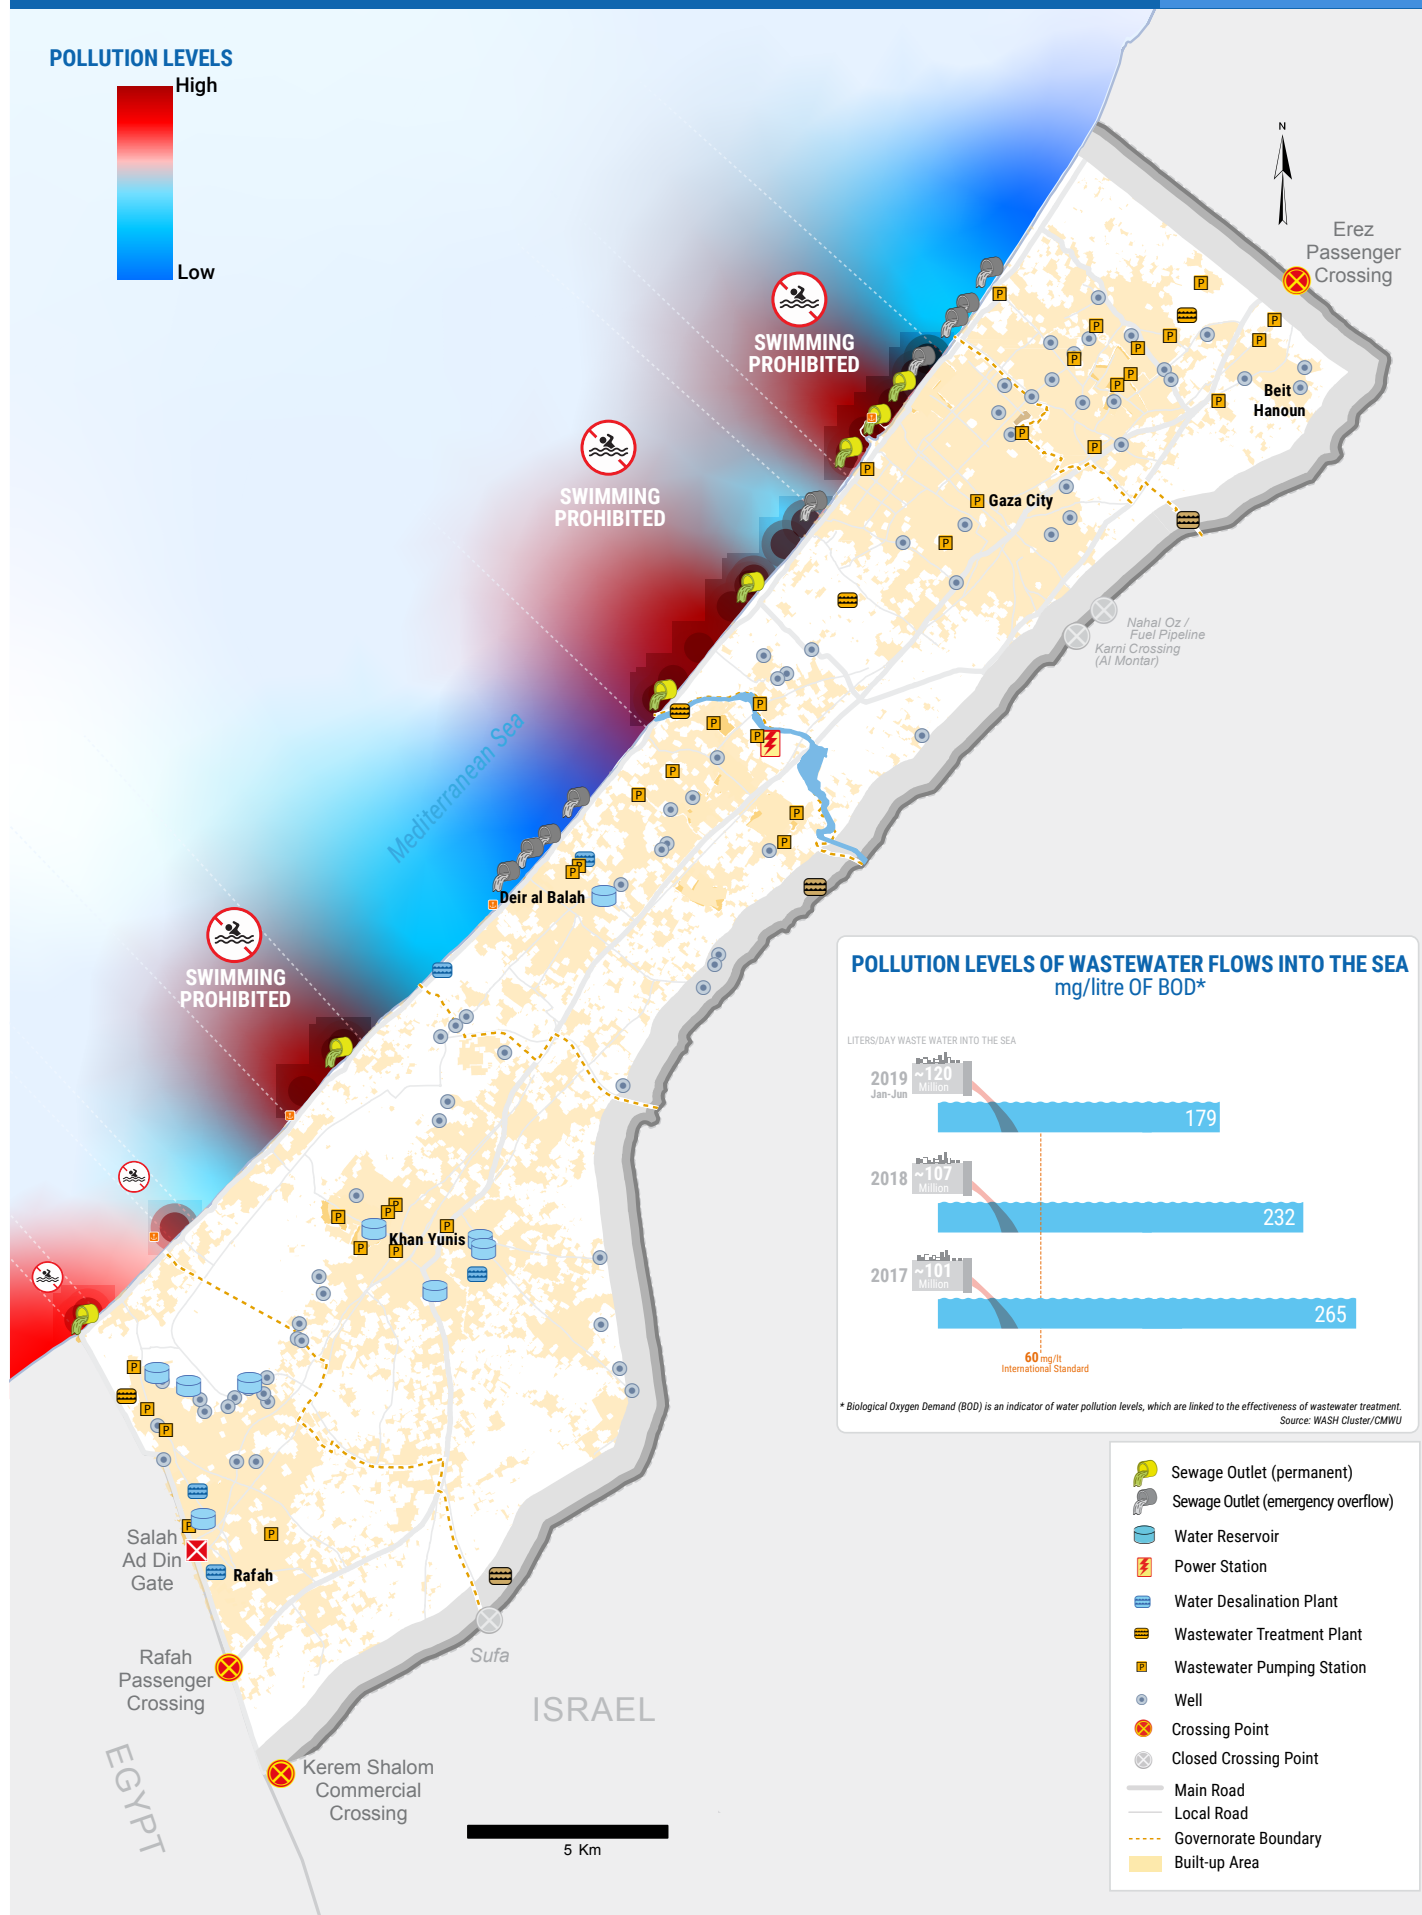 POLLUTION LEVELS
High
Low
N
Erez
Passenger
Crossing
SWIMMING
PROHIBITED
Beit
Hanoun
SWIMMING
PROHIBITED
Gaza City
Nahal Oz /
Fuel Pipeline
Karni Crossing
(Al Montar)
Mediterranean Sea
Deir al Balah
SWIMMING
PROHIBITED
Khan Yunis
Salah
Ad Din
Gate
Rafah
Rafah
Passenger
Crossing
Sufa
ISRAEL
EGYPT
Kerem Shalom
Commercial
Crossing
5 Km
POLLUTION LEVELS OF WASTEWATER FLOWS INTO THE SEA
mg/litre OF BOD*
LITERS/DAY WASTE WATER INTO THE SEA
2019
Jan-Jun
~120
Million
179
2018
~107
Million
232
2017
~101
Million
265
60 mg/lt
International Standard
* Biological Oxygen Demand (BOD) is an indicator of water pollution levels, which are linked to the effectiveness of wastewater treatment.
Source: WASH Cluster/CMWU
Sewage Outlet (permanent)
Sewage Outlet (emergency overflow)
Water Reservoir
Power Station
Water Desalination Plant
Wastewater Treatment Plant
P Wastewater Pumping Station
Well
Crossing Point
Closed Crossing Point
Main Road
Local Road
Governorate Boundary
Built-up Area